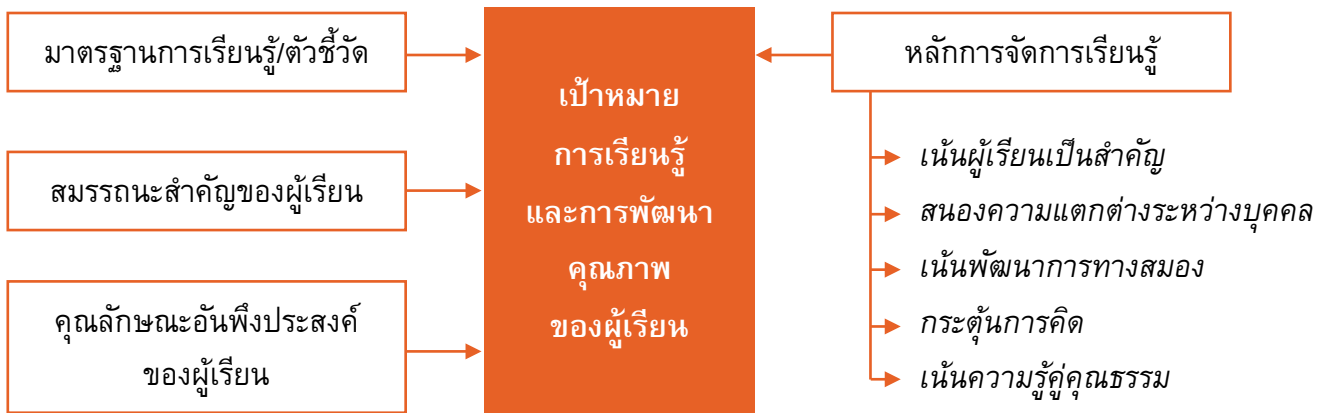 มาตรฐานการเรียนรู้/ตัวชี้วัด
สมรรถนะสำคัญของผู้เรียน
คุณลักษณะอันพึงประสงค์
ของผู้เรียน
เป้าหมาย
การเรียนรู้
และการพัฒนา
คุณภาพ
ของผู้เรียน
หลักการจัดการเรียนรู้
เน้นผู้เรียนเป็นสำคัญ
สนองความแตกต่างระหว่างบุคคล
เน้นพัฒนาการทางสมอง
กระตุ้นการคิด
เน้นความรู้คู่คุณธรรม